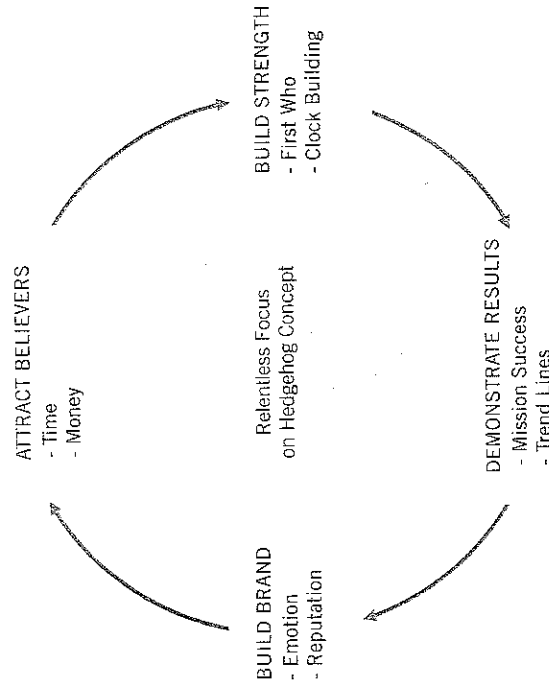 ATTRACT BELIEVERS
- Time
- Money
BUILD STRENGTH
- First Who
- Clock Building
DEMONSTRATE RESULTS
- Mission Success
- Trend Lines
BUILD BRAND
- Emotion
- Reputation
Relentless Focus
on Hedgehog Concept